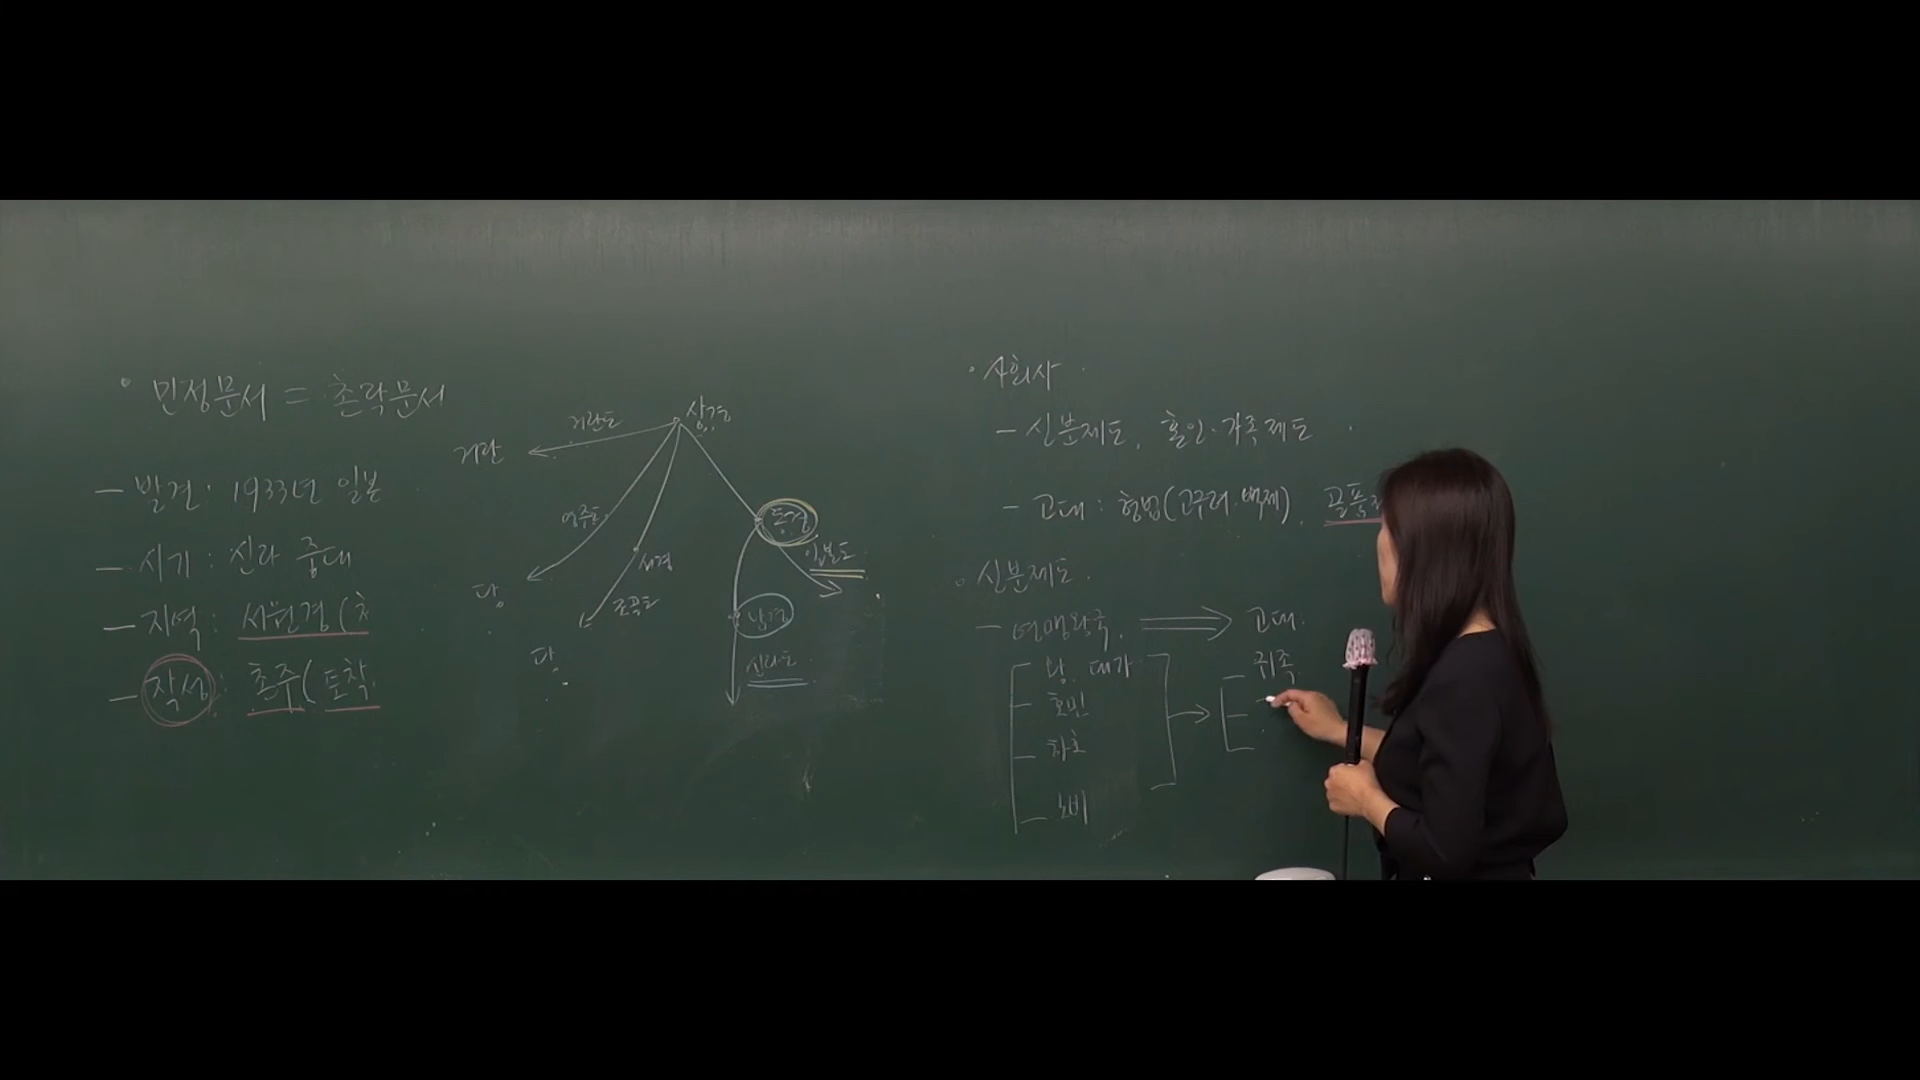 • 민정문서 = 촌락문서
- 발견 : 1933년 일본
- 시기 : 신라 중대
- 지역 : 서원경 (청
- 작성 : 촌주 ( 토착
상경
거란도
거란
영주도
당
서경
조공도
당
동경
일본도
남경
신라도
• 사회사
- 신분제도, 혼인·가족제도
- 고대 : 형법(고구려·백제), 골품
• 신분제도
- 연맹왕국 ⇒ 고대
왕, 대가
호민
하호
노비
→ 귀족